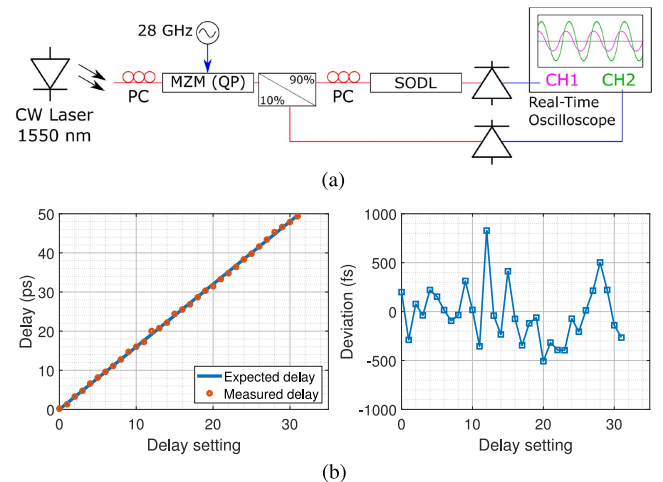 28 GHz
CW Laser
1550 nm
PC
MZM (QP)
90%
10%
PC
SODL
CH1 CH2
Real-Time
Oscilloscope
(a)
Delay (ps)
50
40
30
20
10
0
0 10 20 30
Delay setting
Expected delay
Measured delay
Deviation (fs)
1000
500
0
-500
-1000
0 10 20 30
Delay setting
(b)